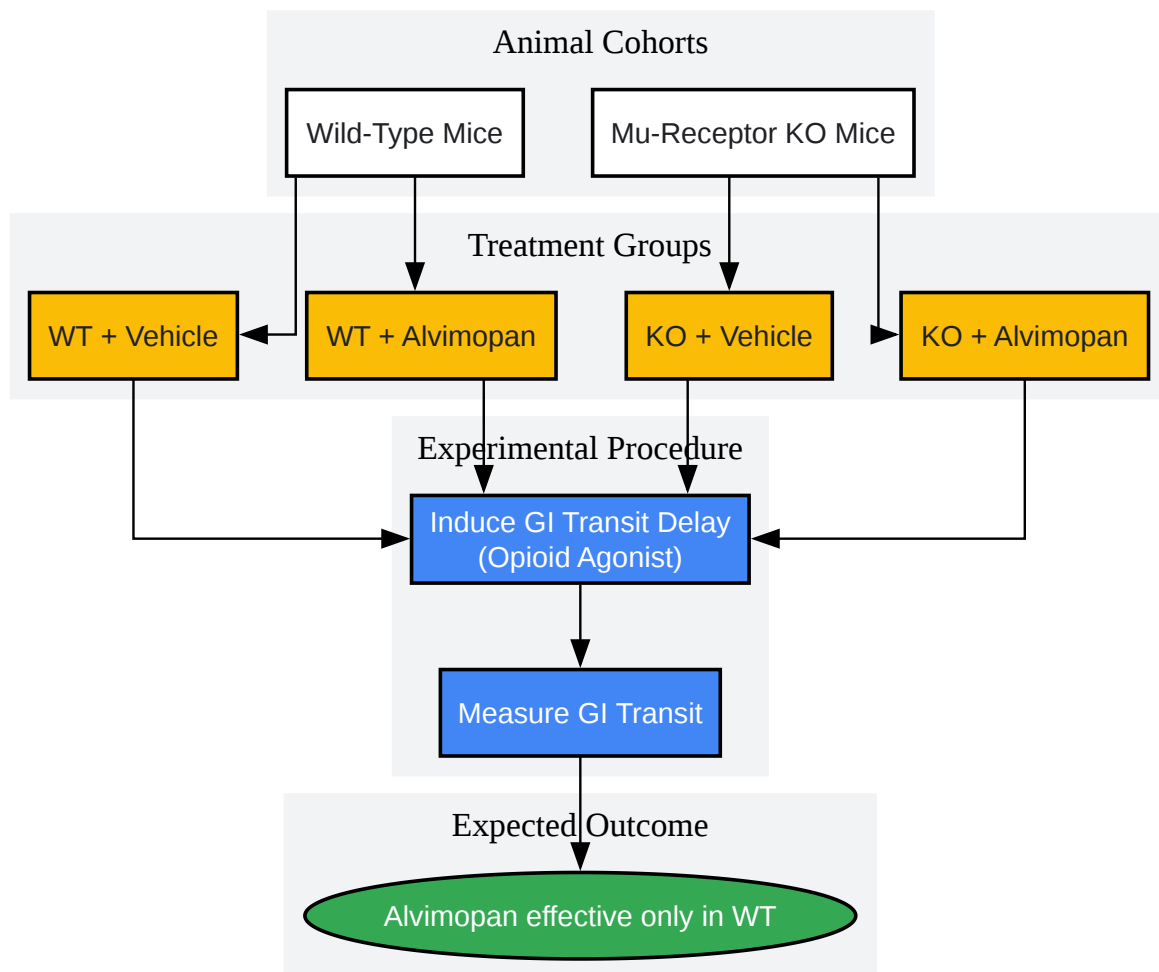 Animal Cohorts
Wild-Type Mice
Mu-Receptor KO Mice
Treatment Groups
WT + Vehicle
WT + Alvimopan
KO + Vehicle
KO + Alvimopan
Experimental Procedure
Induce GI Transit Delay
(Opioid Agonist)
Measure GI Transit
Expected Outcome
Alvimopan effective only in WT